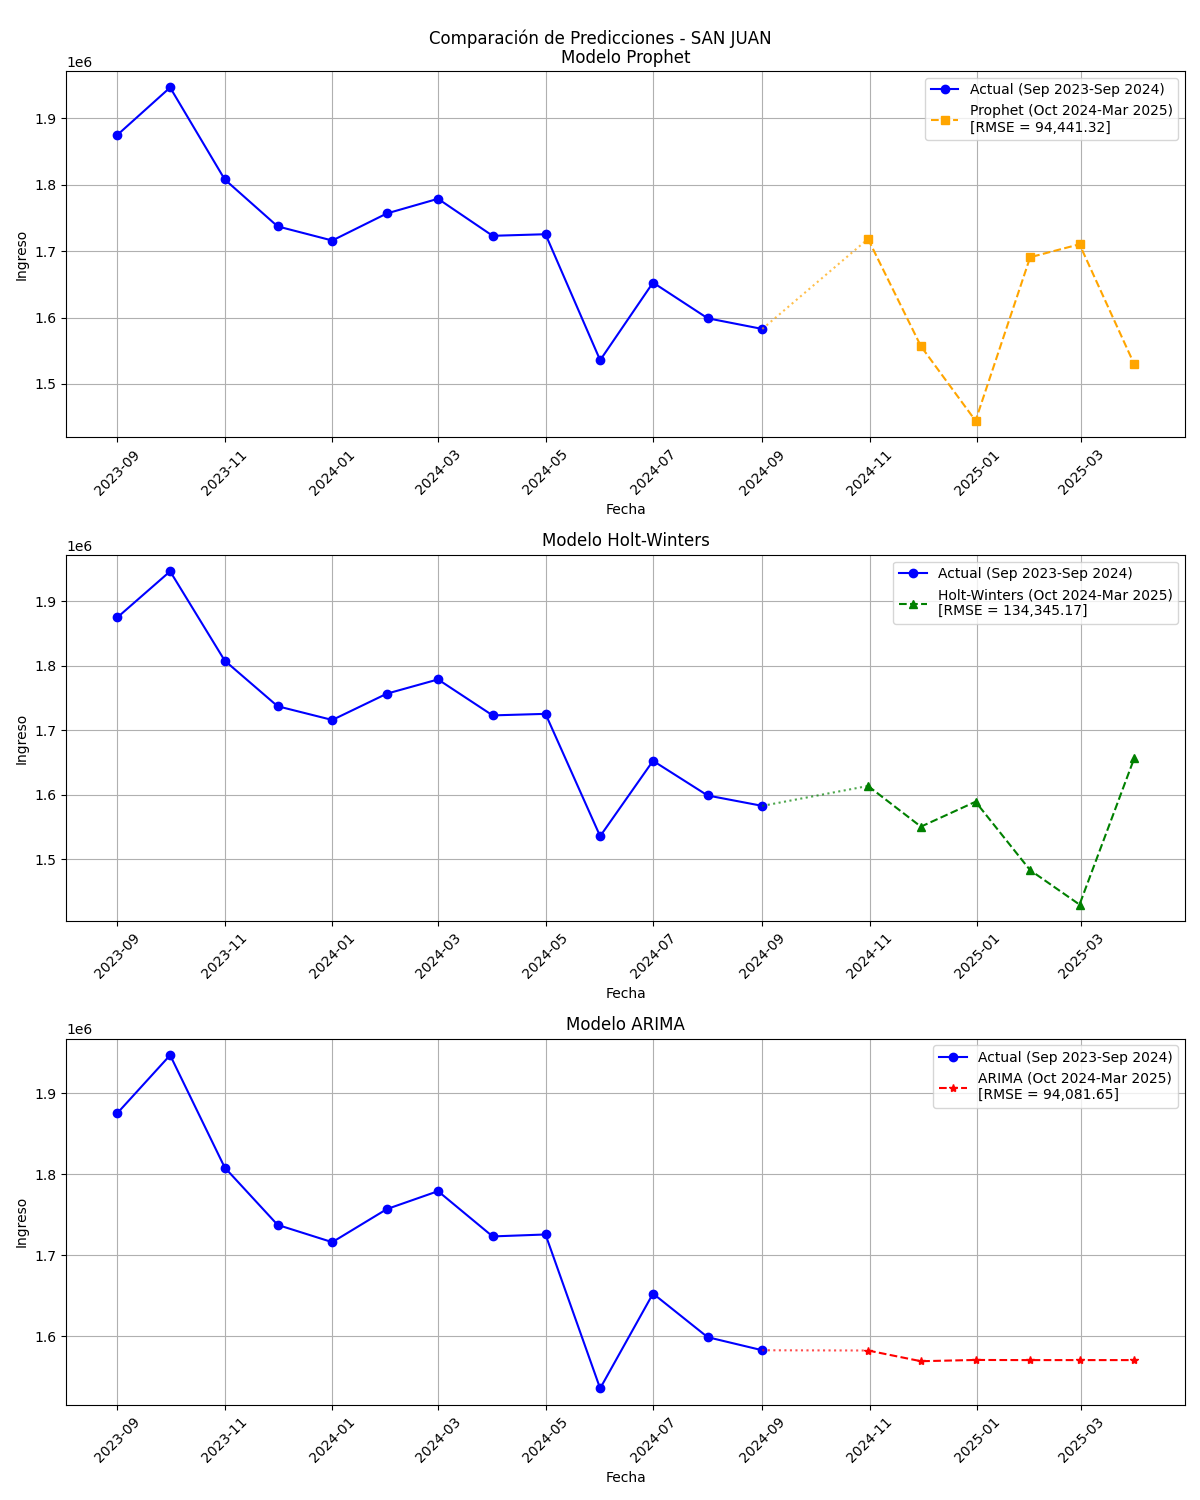 Comparación de Predicciones - SAN JUAN
Modelo Prophet
1e6
1.9
1.8
1.7
1.6
1.5
Ingreso
Actual (Sep 2023-Sep 2024)
Prophet (Oct 2024-Mar 2025)
[RMSE = 94,441.32]
2023-09
2023-11
2024-01
2024-03
2024-05
2024-07
2024-09
2024-11
2025-01
2025-03
Fecha
Modelo Holt-Winters
1e6
1.9
1.8
1.7
1.6
1.5
Ingreso
Actual (Sep 2023-Sep 2024)
Holt-Winters (Oct 2024-Mar 2025)
[RMSE = 134,345.17]
2023-09
2023-11
2024-01
2024-03
2024-05
2024-07
2024-09
2024-11
2025-01
2025-03
Fecha
Modelo ARIMA
1e6
1.9
1.8
1.7
1.6
Ingreso
Actual (Sep 2023-Sep 2024)
ARIMA (Oct 2024-Mar 2025)
[RMSE = 94,081.65]
2023-09
2023-11
2024-01
2024-03
2024-05
2024-07
2024-09
2024-11
2025-01
2025-03
Fecha